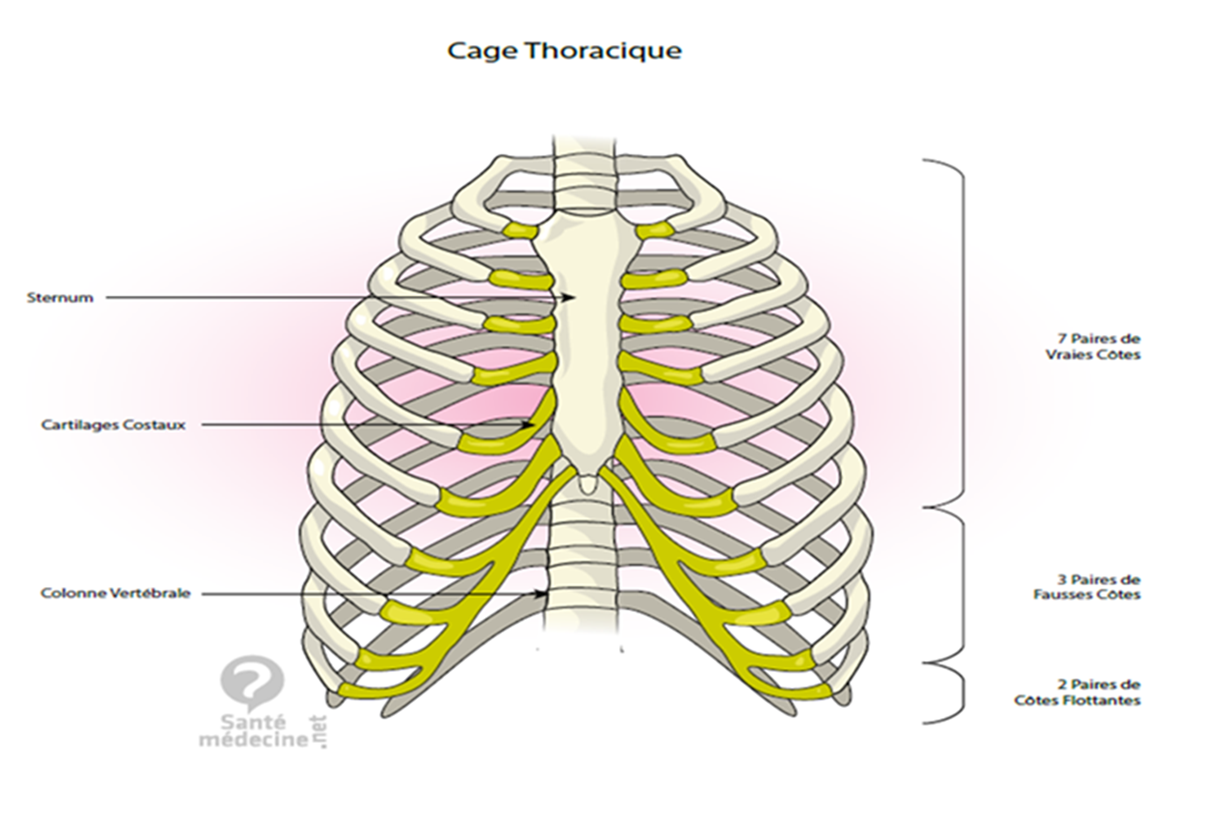 Cage Thoracique
Sternum
7 Paires de
Vraies Côtes
Cartilages Costaux
3 Paires de
Fausses Côtes
Colonne Vertébrale
2 Paires de
Côtes Flottantes
?
Santé
médecine.net